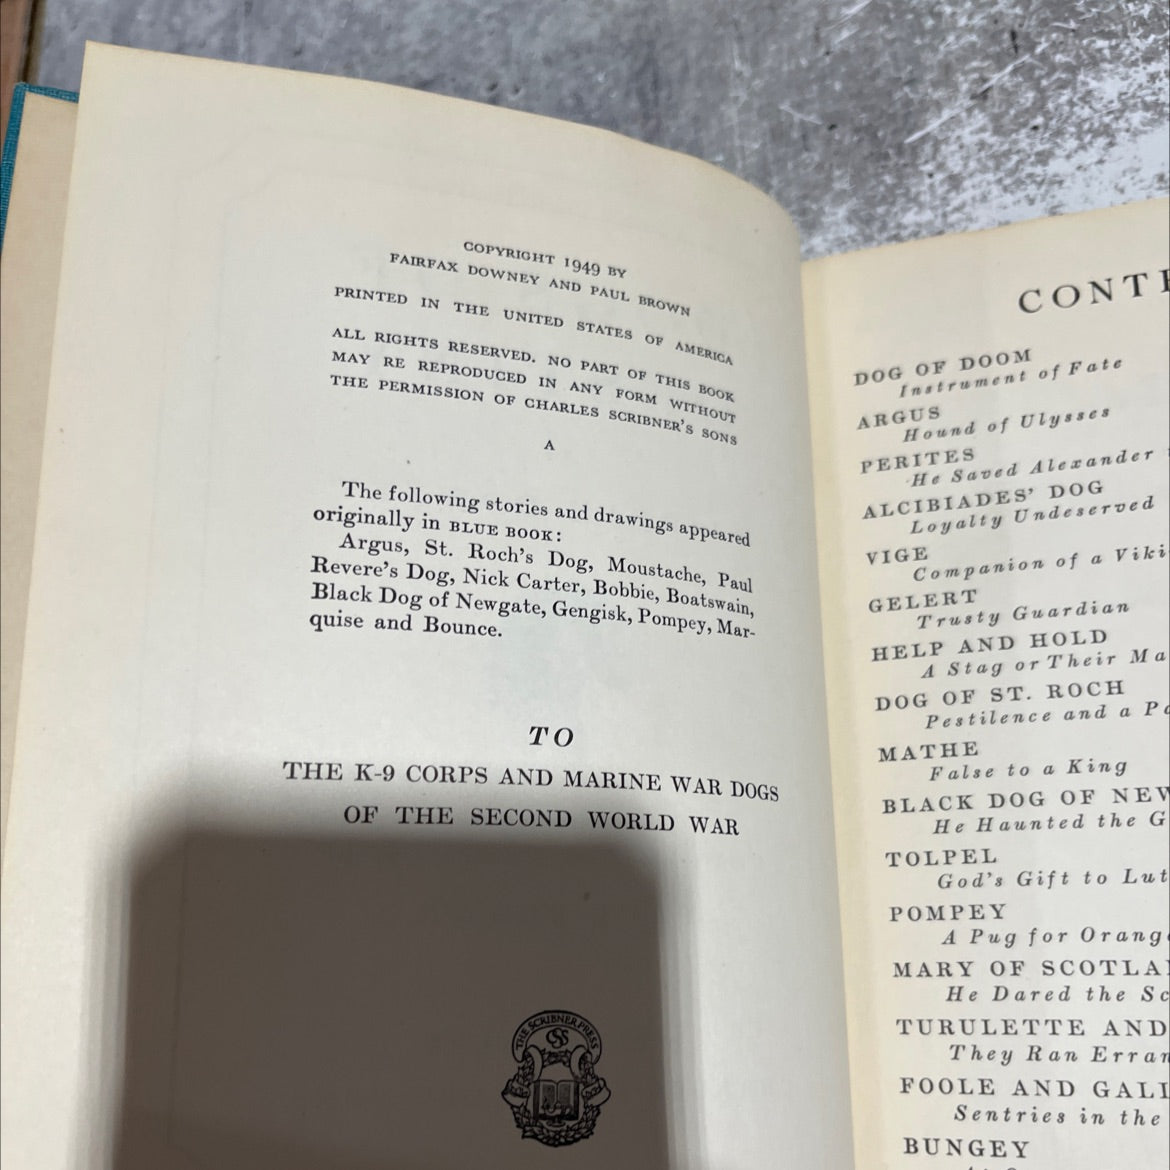 COPYRIGHT 1949 BY
FAIRFAX DOWNEY AND PAUL BROWN
PRINTED IN THE UNITED STATES OF AMERICA
ALL RIGHTS RESERVED. NO PART OF THIS BOOK
MAY RE REPRODUCED IN ANY FORM WITHOUT
THE PERMISSION OF CHARLES SCRIBNER'S SONS
A
The following stories and drawings appeared
originally in BLUE BOOK:
Argus, St. Roch's Dog, Moustache, Paul
Revere's Dog, Nick Carter, Bobbie, Boatswain,
Black Dog of Newgate, Gengisk, Pompey, Mar-
quise and Bounce.
TO
THE K-9 CORPS AND MARINE WAR DOGS
OF THE SECOND WORLD WAR
THE SCRIBNER PRESS
CSS
CONTE
DOG OF DOOM
Instrument of Fate
ARGUS
Hound of Ulysses
PERITES
He Saved Alexander
ALCIBIADES' DOG
Loyalty Undeserved
VIGE
Companion of a Viki
GELERT
Trusty Guardian
HELP AND HOLD
A Stag or Their Ma
DOG OF ST. ROCH
Pestilence and a Po
MATHE
False to a King
BLACK DOG OF NEW
He Haunted the G
TOLPEL
God's Gift to Lut
POMPEY
A Pug for Orang
MARY OF SCOTLA
He Dared the Sc
TURULETTE AND
They Ran Erran
FOOLE AND GALL
Sentries in the
BUNGEY